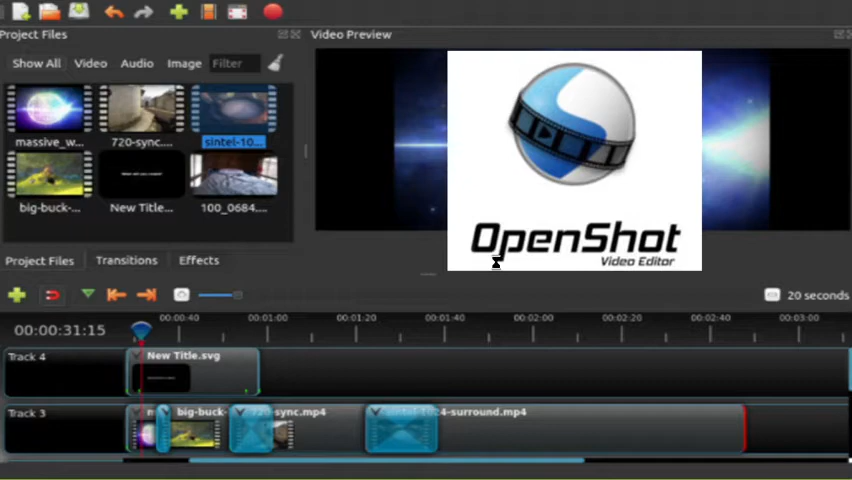 Project Files
Video Preview
Show All Video Audio Image Filter
massive_w... 720-sync.... sintel-10...
big-buck-... New Title... 100_0684....
OpenShot
Video Editor
Project Files Transitions Effects
20 seconds
00:00:31:15
00:00:40 00:01:00 00:01:20 00:01:40 00:02:00 00:02:20 00:02:40 00:03:00
Track 4
New Title.svg
Track 3
m big-buck- 720-sync.mp4 sintel-1024-surround.mp4